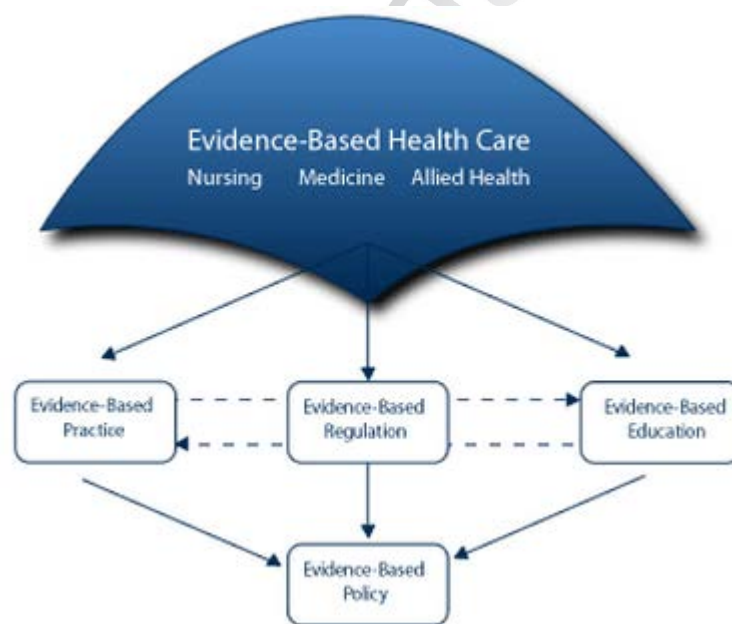 Evidence-Based Health Care
Nursing Medicine Allied Health
Evidence-Based
Practice
Evidence-Based
Regulation
Evidence-Based
Education
Evidence-Based
Policy